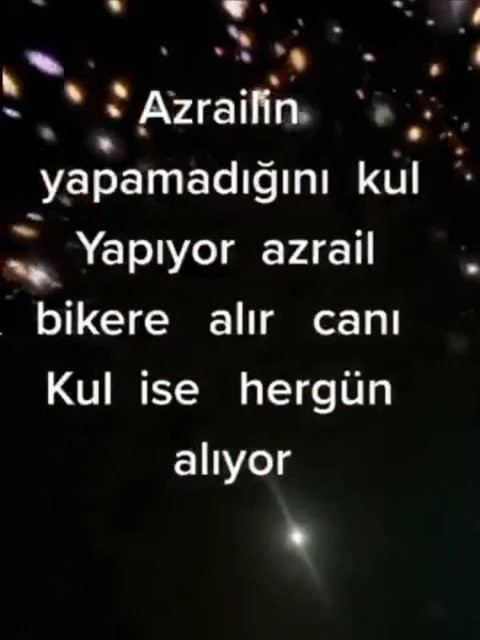 Azrailin
yapamadığını kul
Yapıyor azrail
bikere alır canı
Kul ise hergün
alıyor